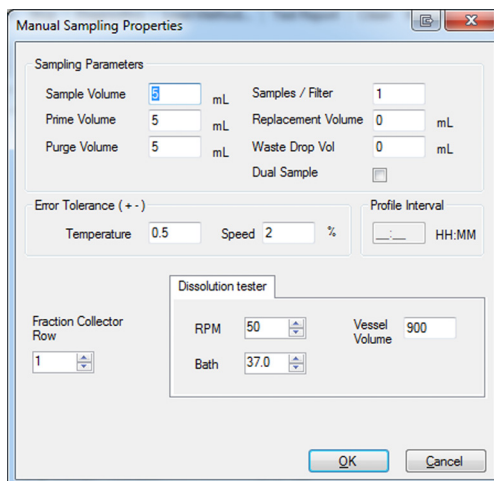 Manual Sampling Properties
Sampling Parameters
Sample Volume 5 mL Samples / Filter 1
Prime Volume 5 mL Replacement Volume 0 mL
Purge Volume 5 mL Waste Drop Vol 0 mL
Dual Sample
Error Tolerance ( + - ) Profile Interval
Temperature 0.5 Speed 2 % __:__ HH:MM
Dissolution tester
Fraction Collector
Row
1
RPM 50 Vessel
Volume 900
Bath 37.0
OK Cancel